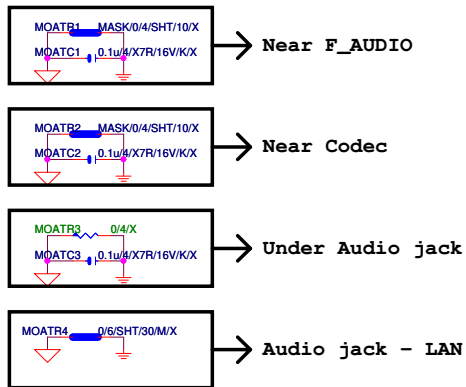 MOATR1 MASK/0/4/SHT/10/X
MOATC1 0.1u/4/X7R/16V/K/X
Near F_AUDIO
MOATR2 MASK/0/4/SHT/10/X
MOATC2 0.1u/4/X7R/16V/K/X
Near Codec
MOATR3 0/4/X
MOATC3 0.1u/4/X7R/16V/K/X
Under Audio jack
MOATR4 0/6/SHT/30/M/X
Audio jack - LAN